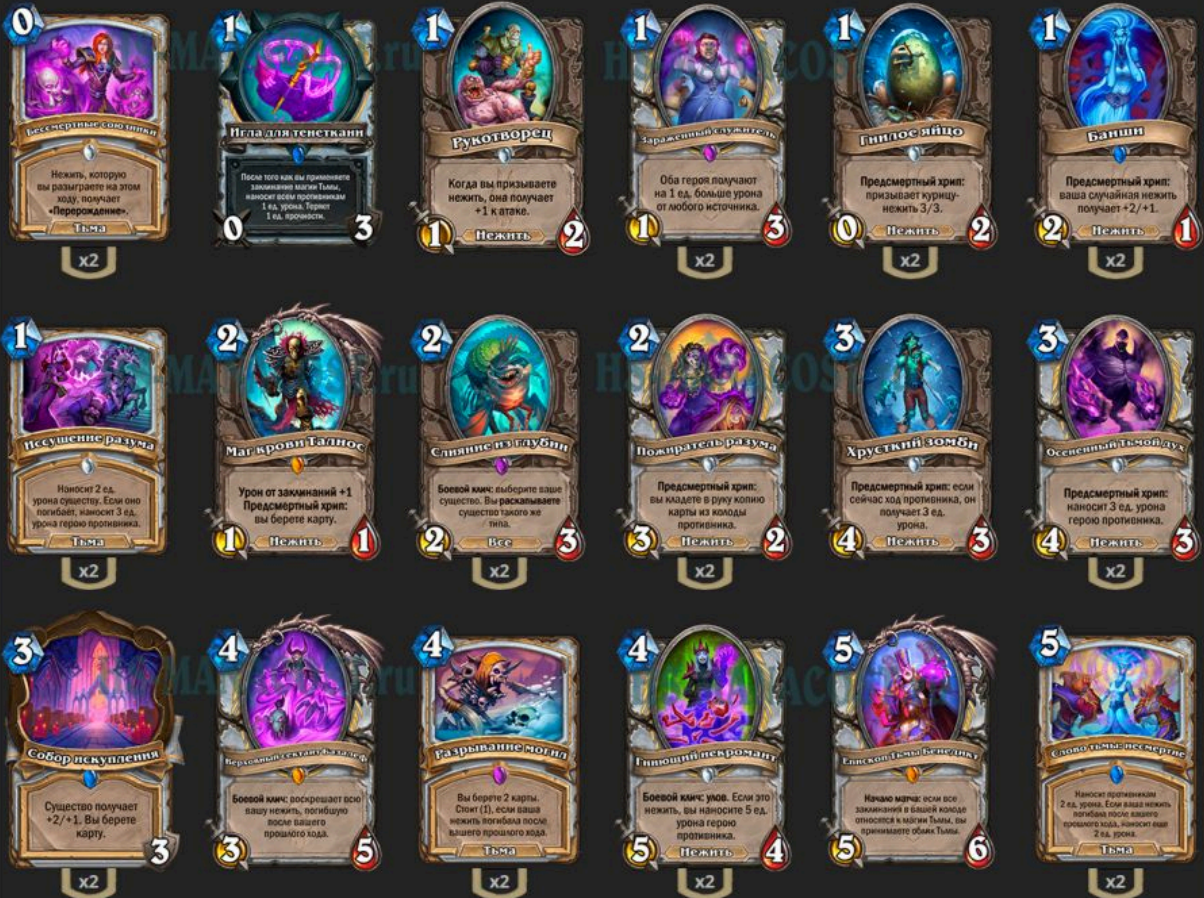 0
Бессмертные союзники
Нежить, которую
вы разыграете на этом
ходу, получает
«Перерождение».
Тьма
x2
1
Игла для тенеткани
После того как вы применяете
заклинание магии Тьмы,
наносит всем противникам
1 ед. урона. Теряет
1 ед. прочности.
0
3
1
Рукотворец
Когда вы призываете
нежить, она получает
+1 к атаке.
1
Нежить
2
1
Зараженный служитель
Оба героя получают
на 1 ед. больше урона
от любого источника.
1
3
x2
1
Гнилое яйцо
Предсмертный хрип:
призывает курицу-
нежить 3/3.
0
Нежить
2
x2
1
Банши
Предсмертный хрип:
ваша случайная нежить
получает +2/+1.
2
Нежить
1
x2
1
Иссушение разума
Наносит 2 ед.
урона существу. Если оно
погибает, наносит 3 ед.
урона герою противника.
Тьма
x2
2
Маг крови Талнос
Урон от заклинаний +1
Предсмертный хрип:
вы берете карту.
1
Нежить
1
2
Слияние из глубин
Боевой клич: выберите ваше
существо. Вы раскапываете
существо такого же
типа.
2
Все
3
x2
2
Пожиратель разума
Предсмертный хрип:
вы кладете в руку копию
карты из колоды
противника.
3
Нежить
2
x2
3
Хрусткий зомби
Предсмертный хрип: если
сейчас ход противника, он
получает 3 ед.
урона.
4
Нежить
3
3
Осененный тьмой дух
Предсмертный хрип:
наносит 3 ед. урона
герою противника.
4
Нежить
3
x2
3
Собор искупления
Существо получает
+2/+1. Вы берете
карту.
3
x2
4
Верховный сектант Базалеф
Боевой клич: воскрешает всю
вашу нежить, погибшую
после вашего
прошлого хода.
3
5
4
Разрывание могил
Вы берете 2 карты.
Стоит (1), если ваша
нежить погибала после
вашего прошлого хода.
Тьма
x2
4
Гниющий некромант
Боевой клич: улов. Если это
нежить, вы наносите 5 ед.
урона герою
противника.
5
Нежить
4
x2
5
Епископ Тьмы Бенедикт
Начало матча: если все
заклинания в вашей колоде
относятся к магии Тьмы, вы
принимаете облик Тьмы.
5
6
5
Слово тьмы: несмертие
Наносит противникам
2 ед. урона. Если ваша нежить
погибала после вашего
прошлого хода, наносит еще
2 ед. урона.
Тьма
x2